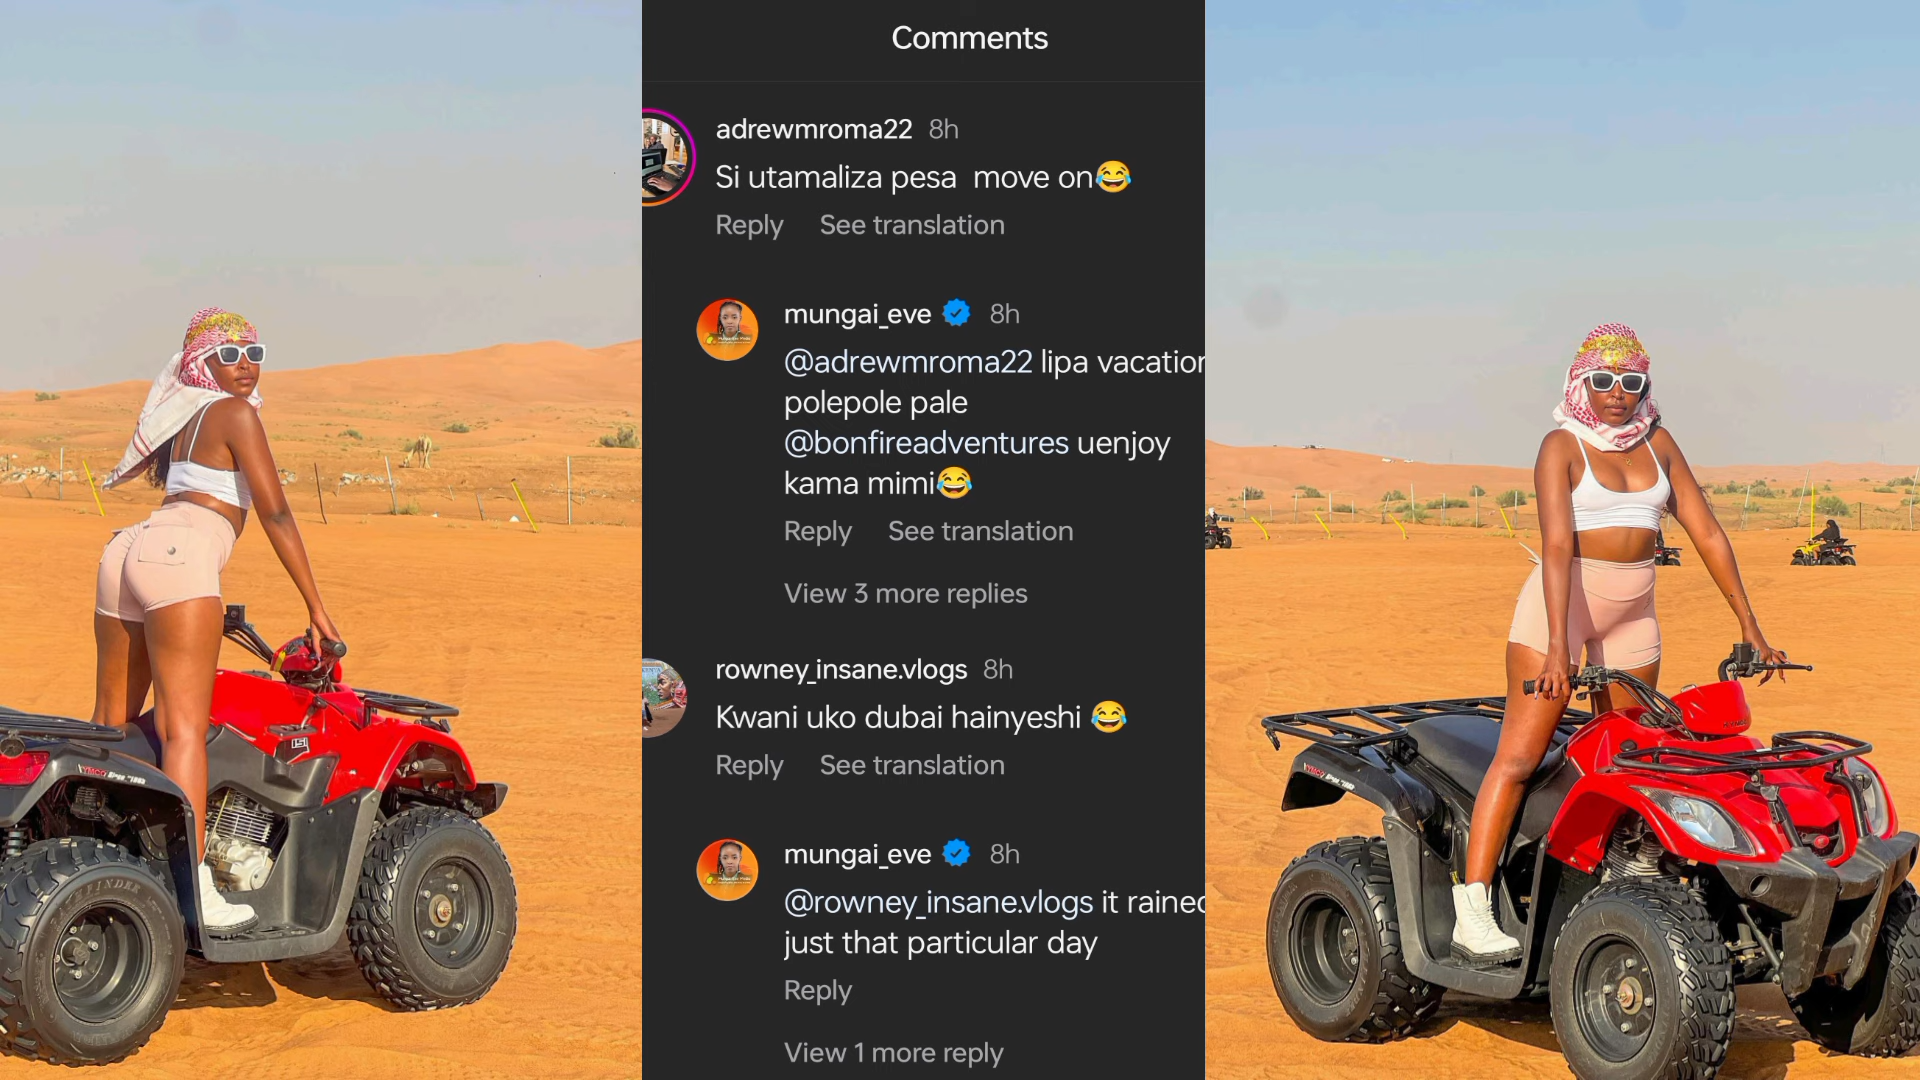 Comments
adrewmroma22 8h
Si utamaliza pesa move on😂
Reply See translation
mungai_eve 8h
@adrewmroma22 lipa vacation
polepole pale
@bonfireadventures uenjoy
kama mimi😂
Reply See translation
View 3 more replies
rowney_insane.vlogs 8h
Kwani uko dubai hainyeshi 😂
Reply See translation
mungai_eve 8h
@rowney_insane.vlogs it rained
just that particular day
Reply
View 1 more reply